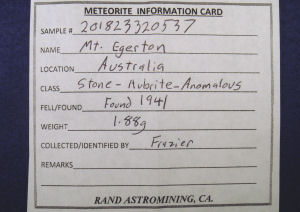 METEORITE INFORMATION CARD
SAMPLE # 201823320537
NAME Mt. Egerton
LOCATION Australia
CLASS Stone - Aubrite - Anomalous
FELL/FOUND Found 1941
WEIGHT 1.88g
COLLECTED/IDENTIFIED BY Frazier
REMARKS
RAND ASTROMINING, CA.